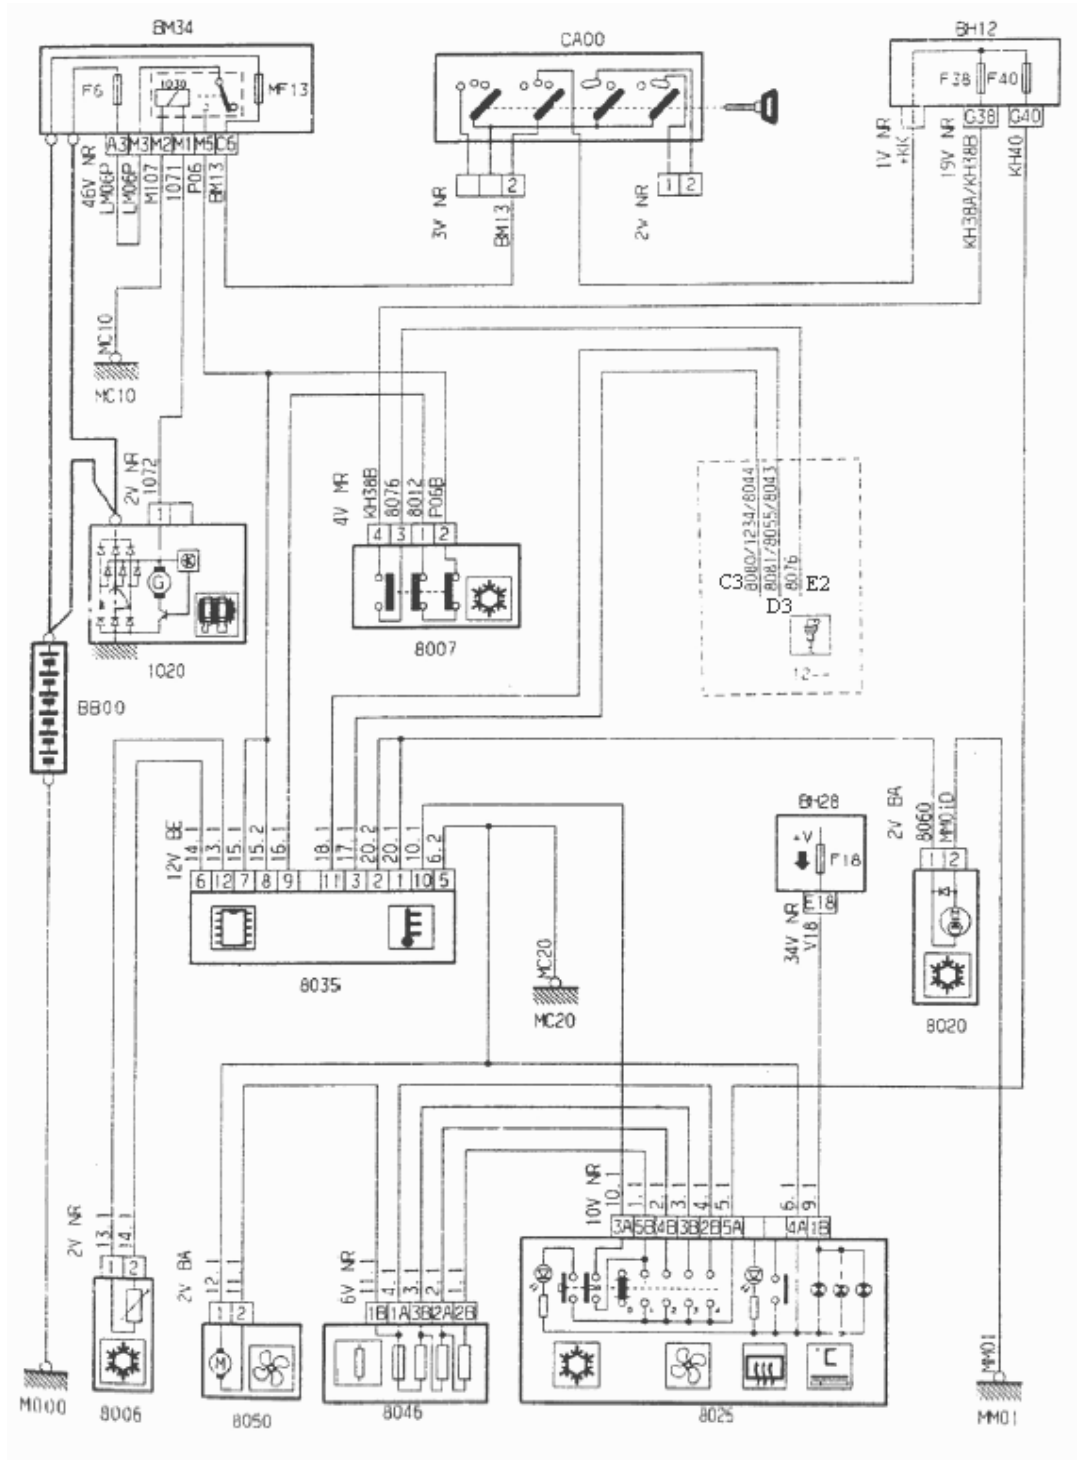 BM34
CA00
BH12
F6
1030
MF13
F38
F40
A3 M3 M2 M1 M5 C6
G38
G40
46V NR
LM06P
LM06P
M107
1071
P06
BM13
3V NR
2
BM13
2V NR
1 2
1V NR
+KK
19V NR
KH38A/KH38B
KH40
MC10
MC10
2V NR
1072
1
4V MR
KH38B
8076
8012
P06B
4 3 1 2
8080/1234/8044
8081/8055/8043
8076
C3
E2
D3
G
1020
8007
12--
BB00
12V BE
14.1
13.1
15.1
15.2
16.1
18.1
17.1
20.2
20.1
10.1
6.2
6 12 7 8 9 11 3 2 1 10 5
8035
BH28
+V
F18
E18
34V NR
V18
2V BA
8060
MM01D
1 2
8020
MC20
MC20
2V NR
13.1
14.1
1 2
2V BA
12.1
11.1
1 2
6V NR
11.1
4.1
3.1
2.1
1.1
1B 1A 3B 2A 2B
10V NR
10.1
1.1
2.1
3.1
4.1
5.1
6.1
9.1
3A 5B 4B 3B 2B 5A 4A 1B
0 1 2 3 4
M
°C
M000
8006
8050
8046
8025
MM01
MM01